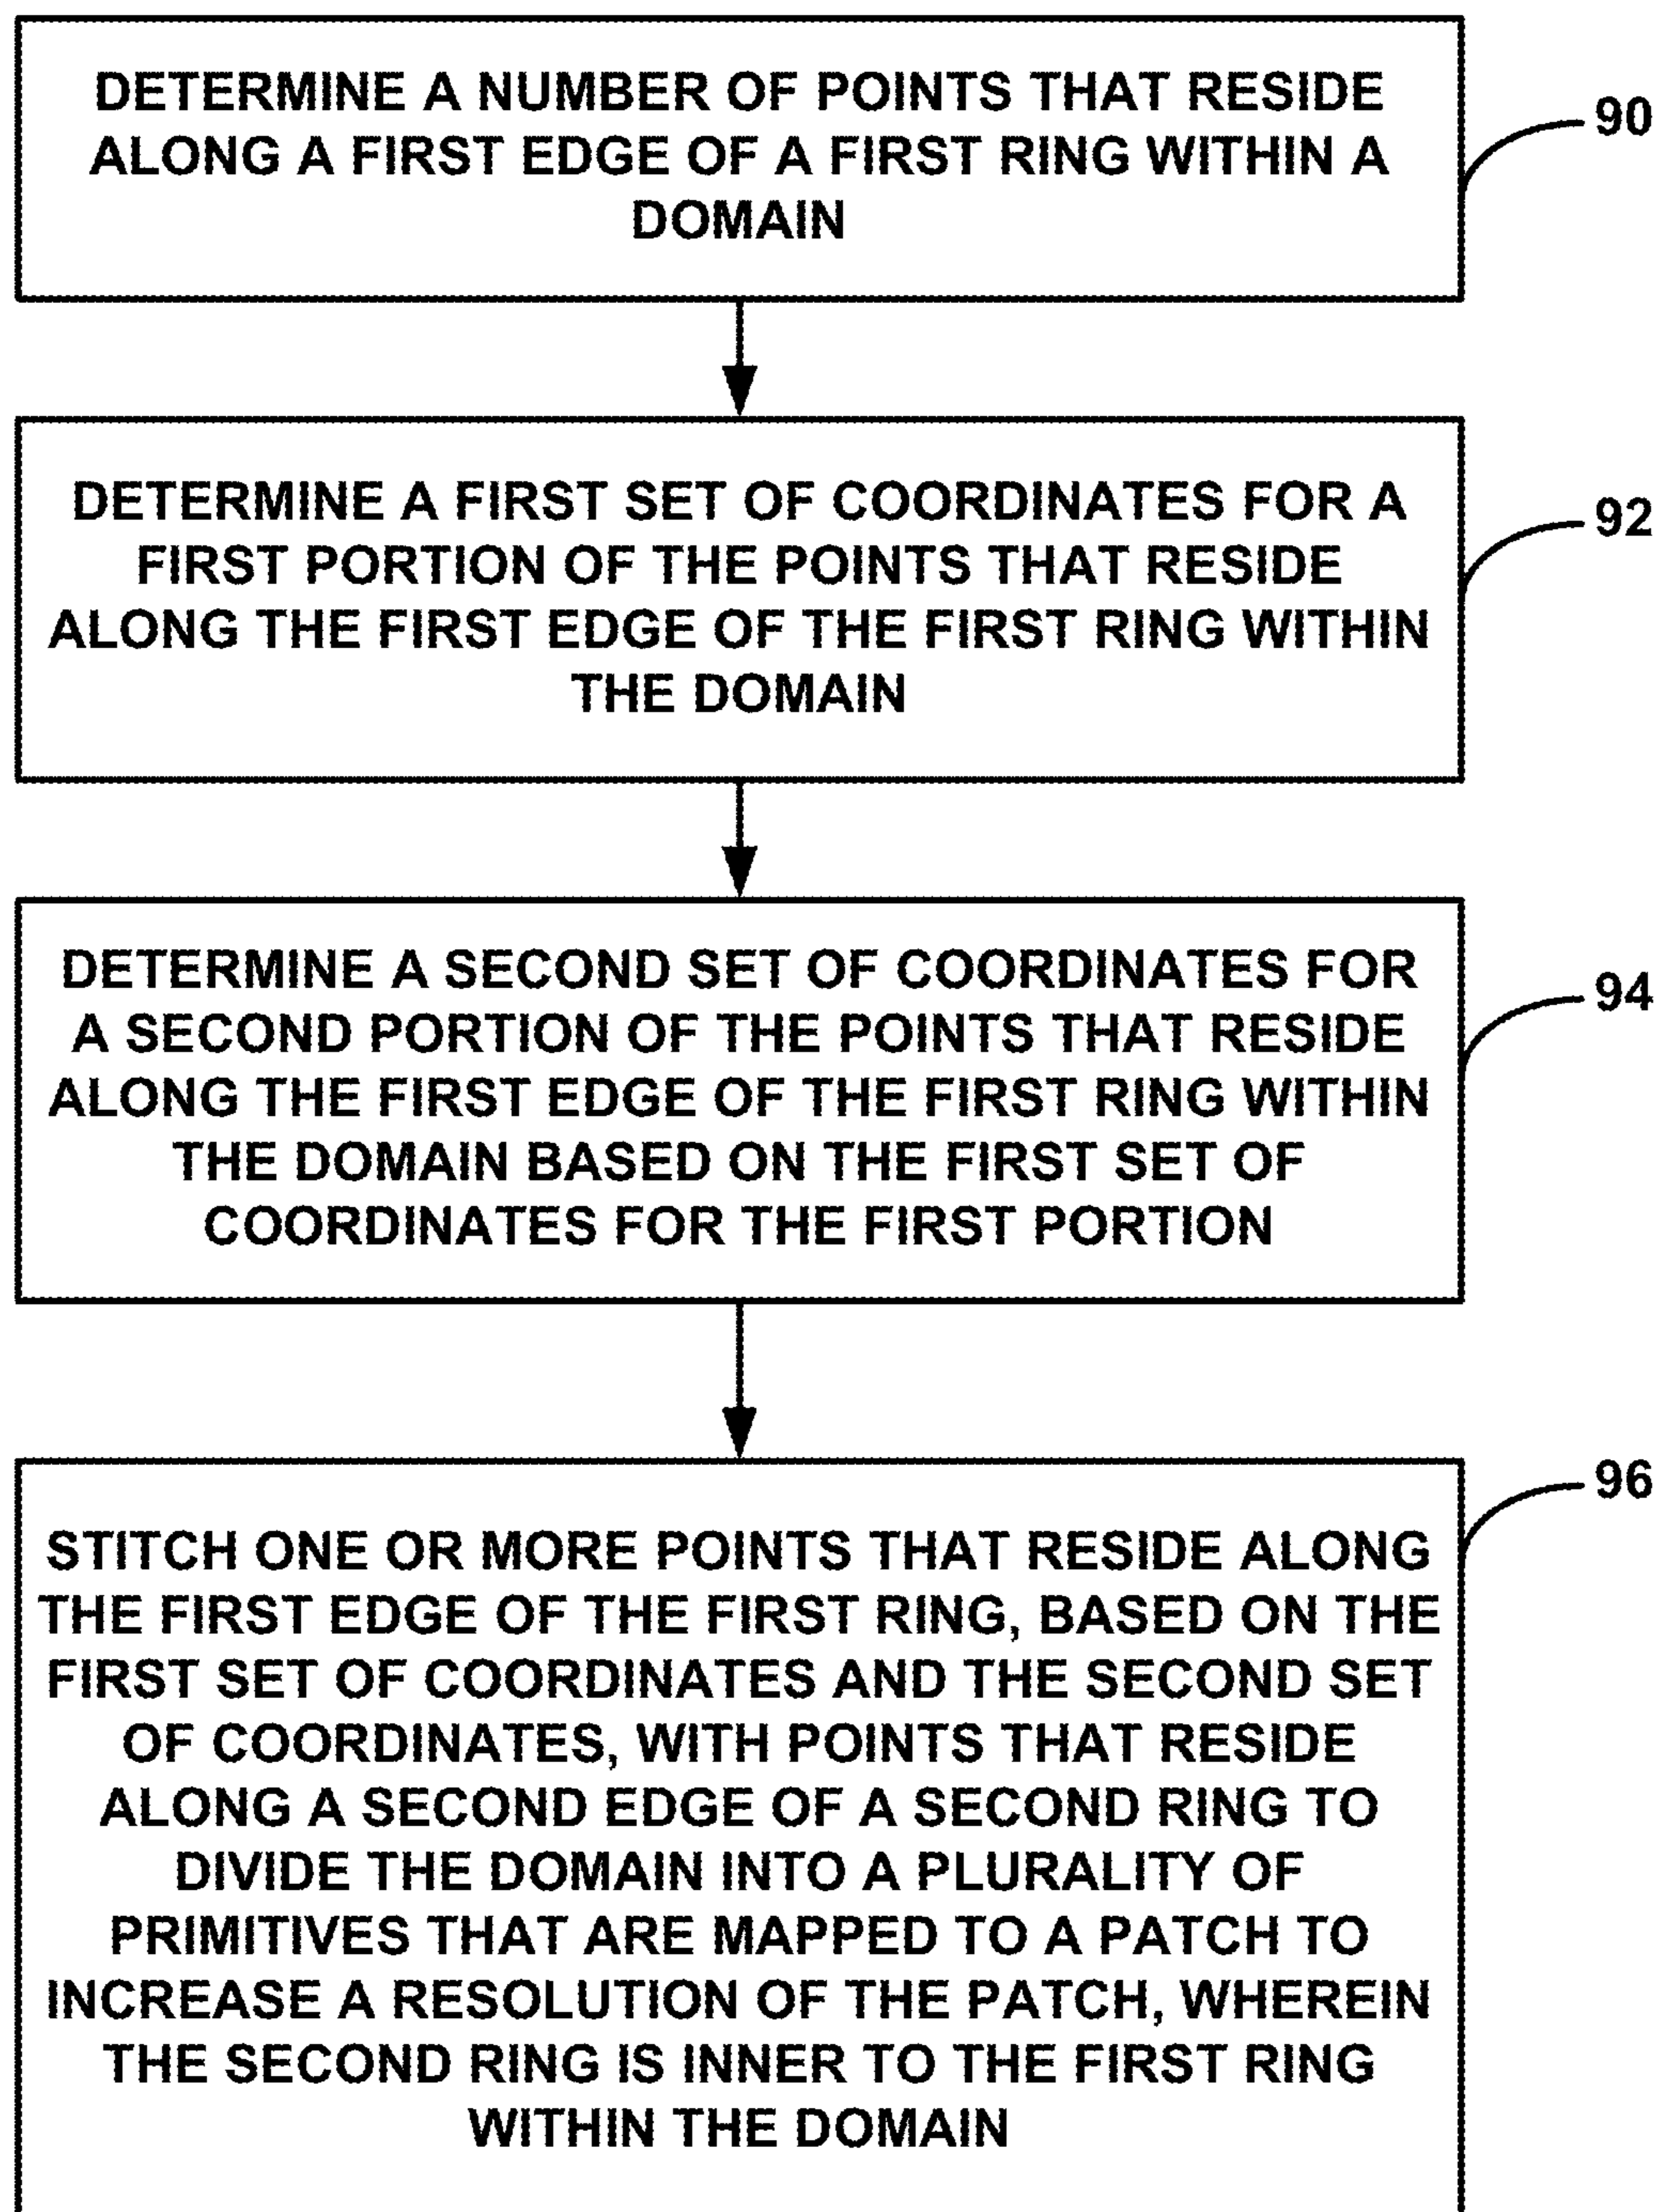 DETERMINE A NUMBER OF POINTS THAT RESIDE
ALONG A FIRST EDGE OF A FIRST RING WITHIN A
DOMAIN
90
DETERMINE A FIRST SET OF COORDINATES FOR A
FIRST PORTION OF THE POINTS THAT RESIDE
ALONG THE FIRST EDGE OF THE FIRST RING WITHIN
THE DOMAIN
92
DETERMINE A SECOND SET OF COORDINATES FOR
A SECOND PORTION OF THE POINTS THAT RESIDE
ALONG THE FIRST EDGE OF THE FIRST RING WITHIN
THE DOMAIN BASED ON THE FIRST SET OF
COORDINATES FOR THE FIRST PORTION
94
STITCH ONE OR MORE POINTS THAT RESIDE ALONG
THE FIRST EDGE OF THE FIRST RING, BASED ON THE
FIRST SET OF COORDINATES AND THE SECOND SET
OF COORDINATES, WITH POINTS THAT RESIDE
ALONG A SECOND EDGE OF A SECOND RING TO
DIVIDE THE DOMAIN INTO A PLURALITY OF
PRIMITIVES THAT ARE MAPPED TO A PATCH TO
INCREASE A RESOLUTION OF THE PATCH, WHEREIN
THE SECOND RING IS INNER TO THE FIRST RING
WITHIN THE DOMAIN
96